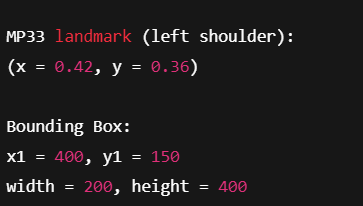 MP33 landmark (left shoulder):
(x = 0.42, y = 0.36)
Bounding Box:
x1 = 400, y1 = 150
width = 200, height = 400